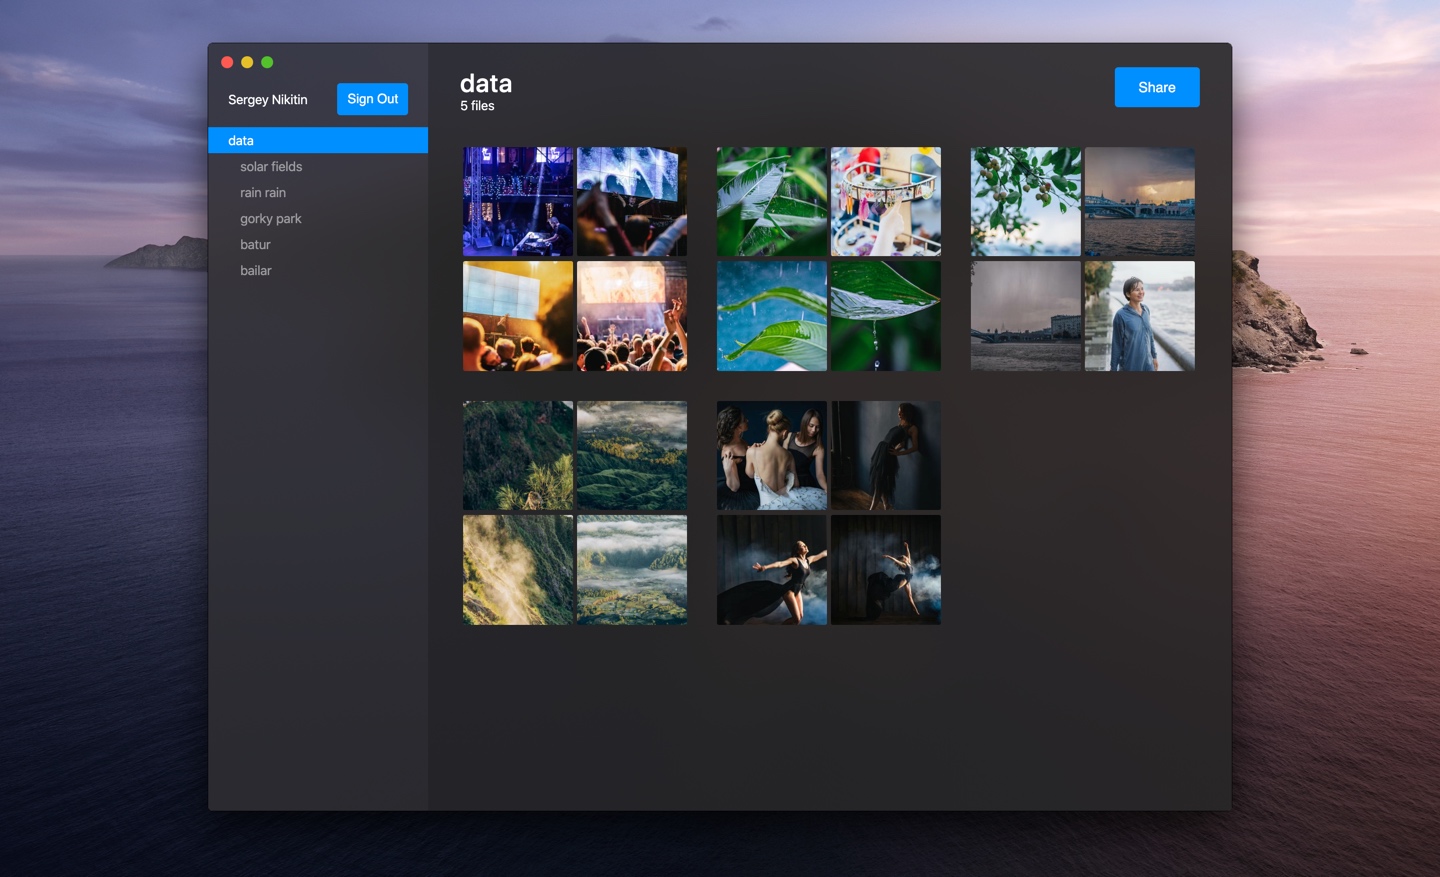 Sergey Nikitin
Sign Out
data
solar fields
rain rain
gorky park
batur
bailar
data
5 files
Share